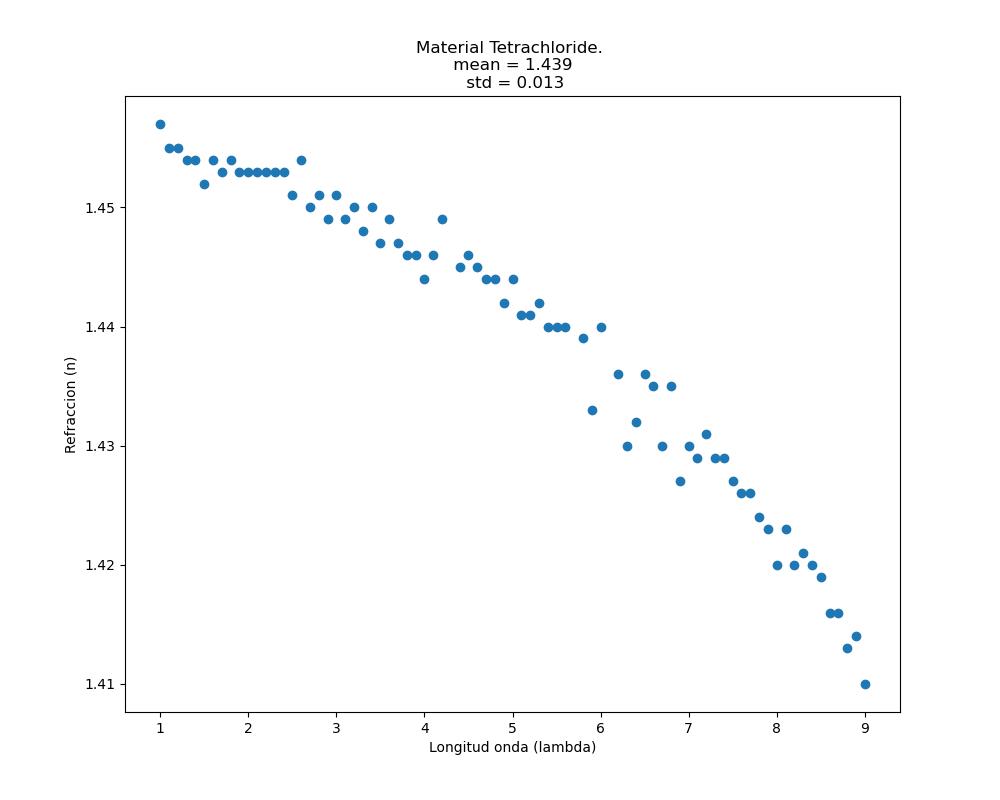 Material Tetrachloride.
mean = 1.439
std = 0.013
1.45
1.44
1.43
1.42
1.41
Refraccion (n)
1 2 3 4 5 6 7 8 9
Longitud onda (lambda)